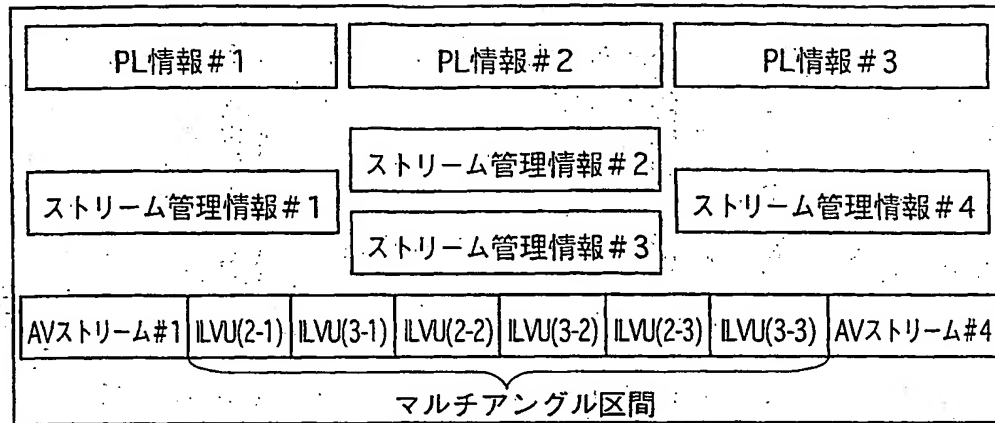 PL情報#1 PL情報#2 PL情報#3
ストリーム管理情報#2
ストリーム管理情報#1 ストリーム管理情報#4
ストリーム管理情報#3
AVストリーム#1 ILVU(2-1) ILVU(3-1) ILVU(2-2) ILVU(3-2) ILVU(2-3) ILVU(3-3) AVストリーム#4
マルチアングル区間